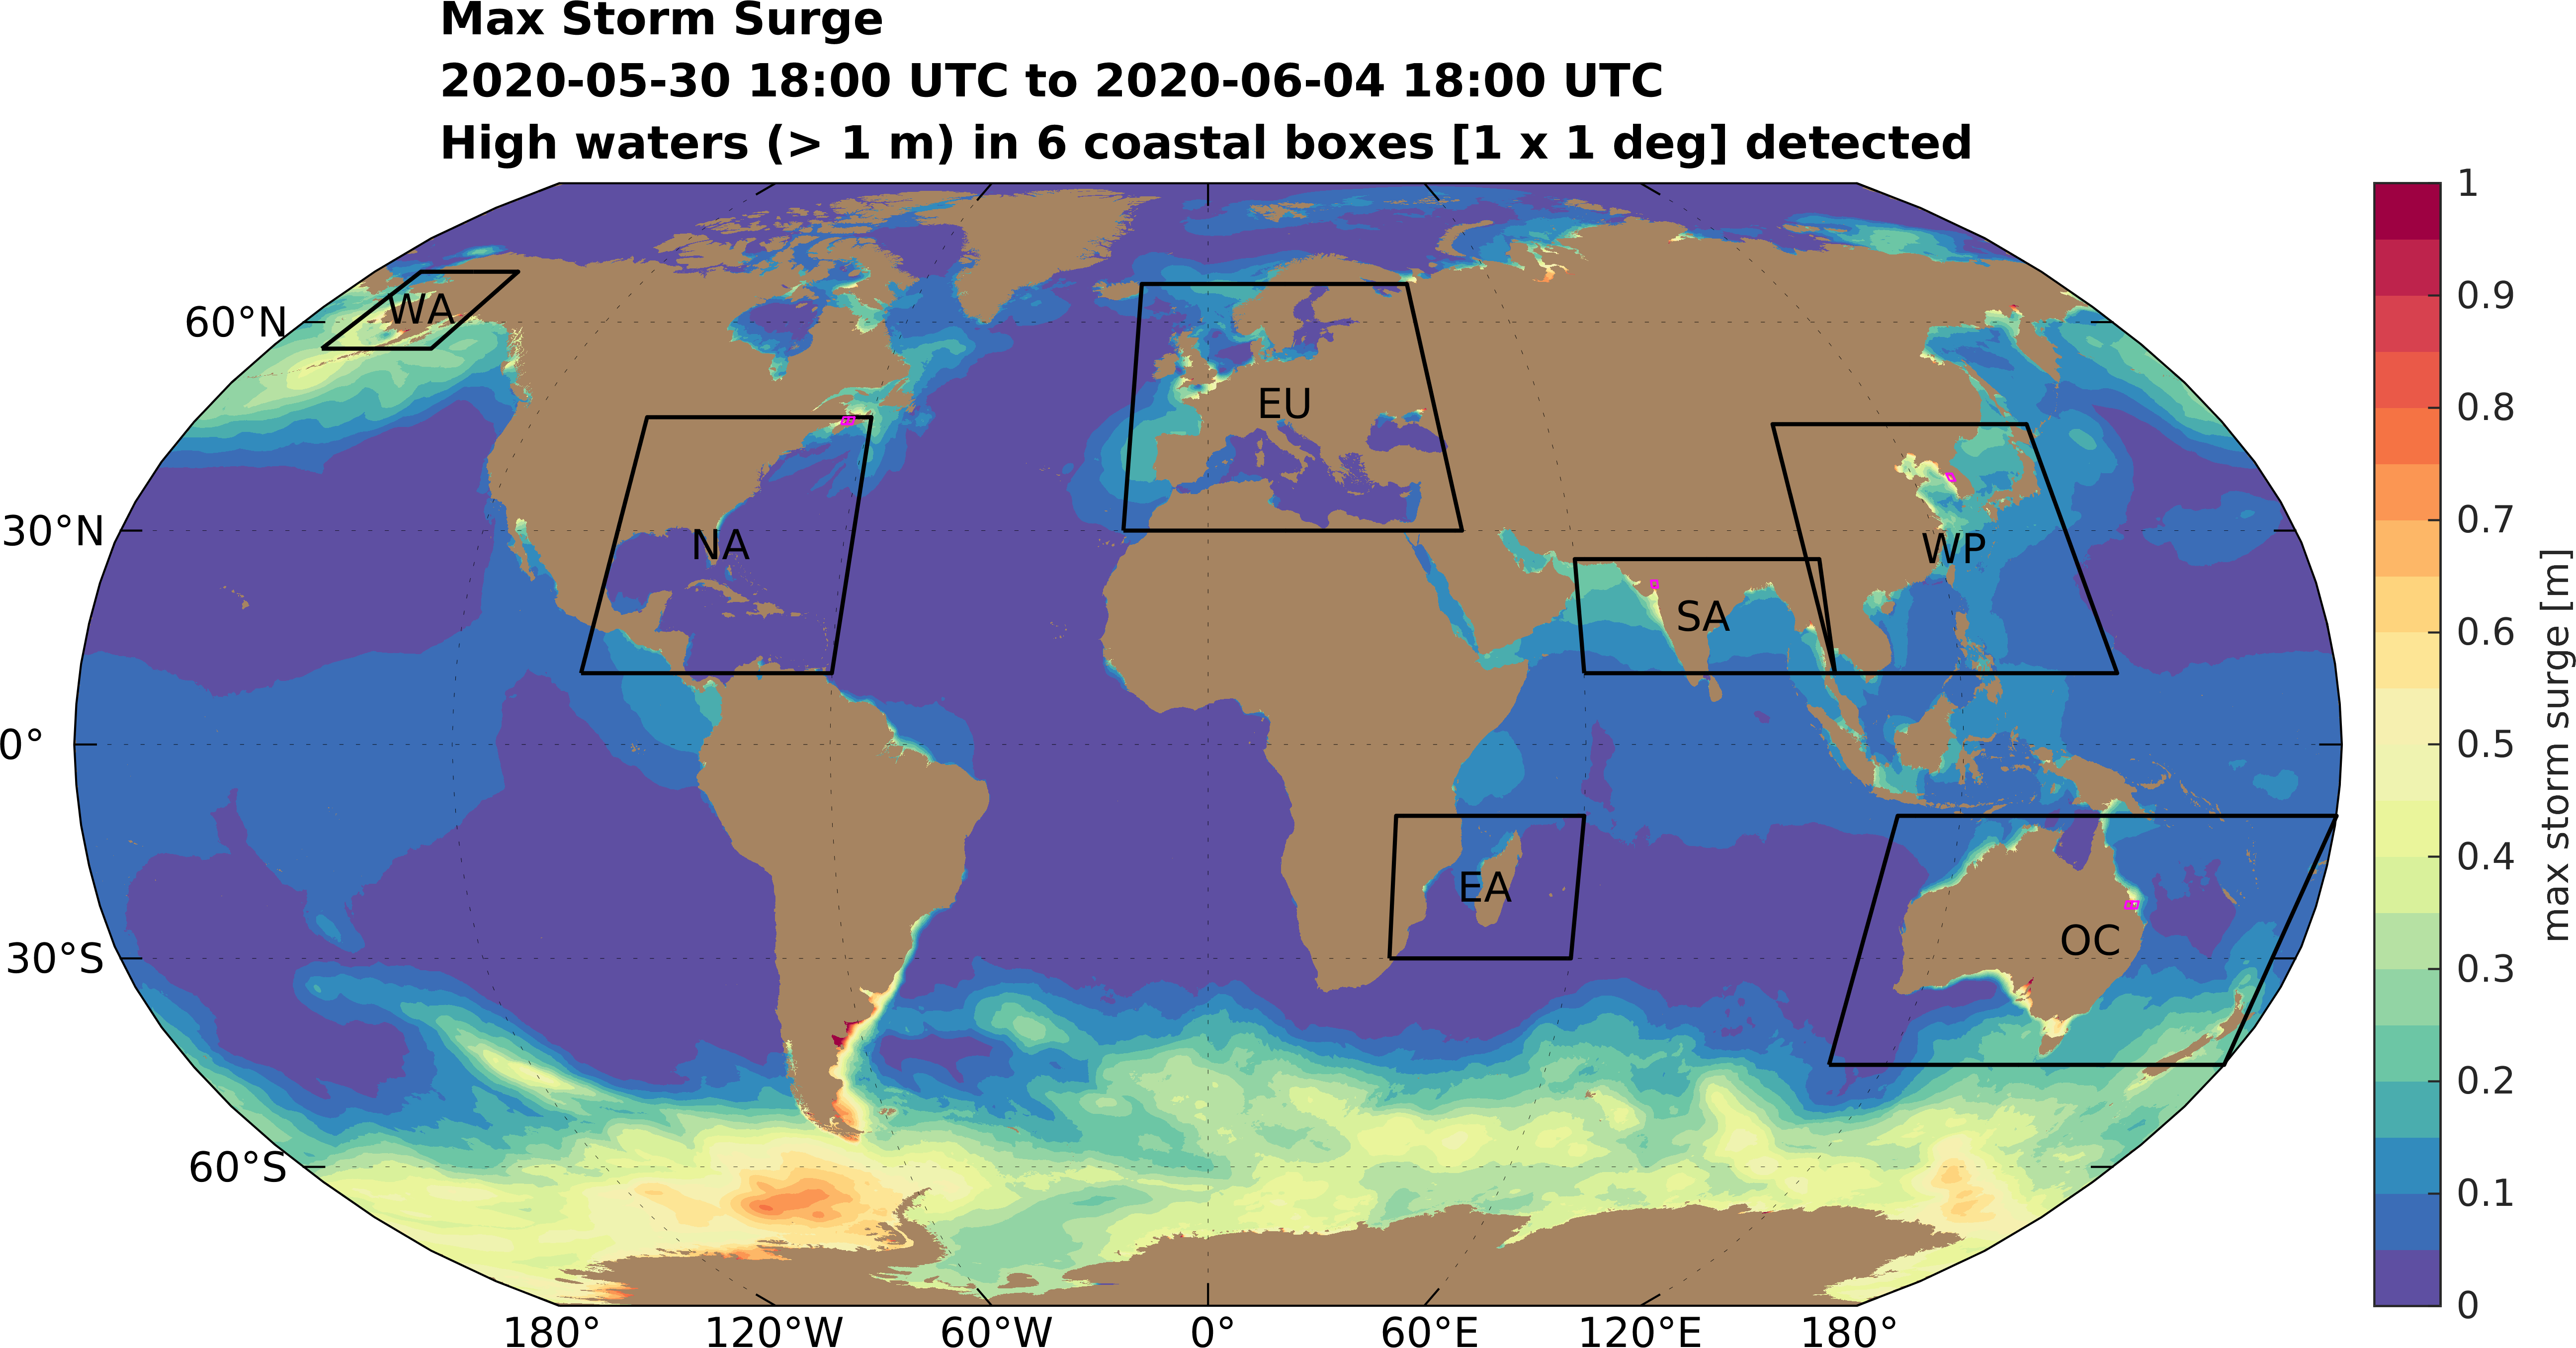 Max Storm Surge
2020-05-30 18:00 UTC to 2020-06-04 18:00 UTC
High waters (> 1 m) in 6 coastal boxes [1 x 1 deg] detected
60°N
30°N
0°
30°S
60°S
WA
NA
EU
SA
WP
EA
OC
180°
120°W
60°W
0°
60°E
120°E
180°
1
0.9
0.8
0.7
0.6
0.5
0.4
0.3
0.2
0.1
0
max storm surge [m]